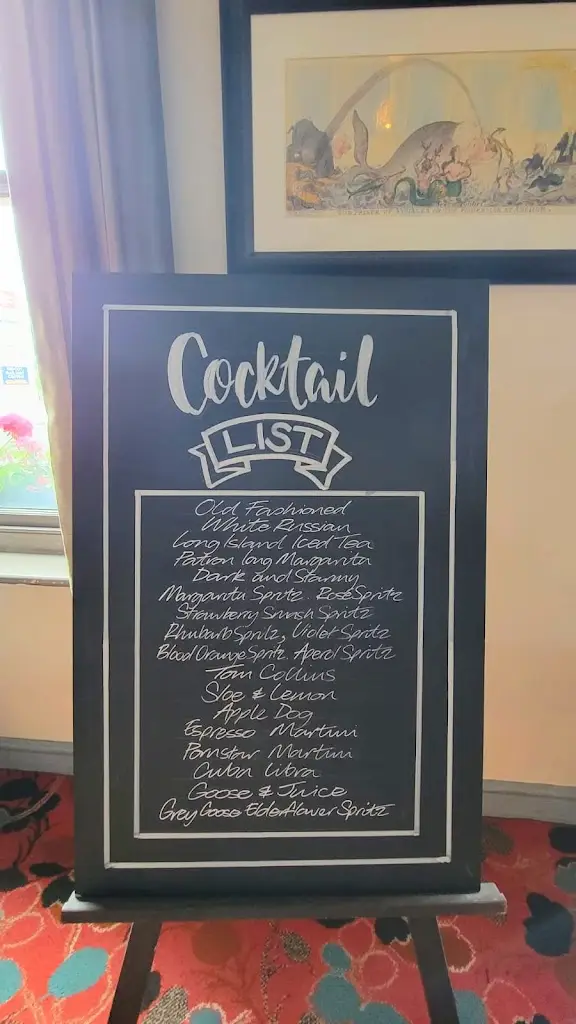 Cocktail
LIST
Old Fashioned
White Russian
Long Island Iced Tea
Patron long Margarita
Dark and Stormy
Margarita Spritz. Rosé Spritz
Strawberry Smash Spritz
Rhubarb Spritz, Violet Spritz
Blood Orange Spritz. Aperol Spritz
Tom Collins
Sloe & Lemon
Apple Dog
Espresso Martini
Pornstar Martini
Cuba Libra
Goose & Juice
Grey Goose Elderflower Spritz